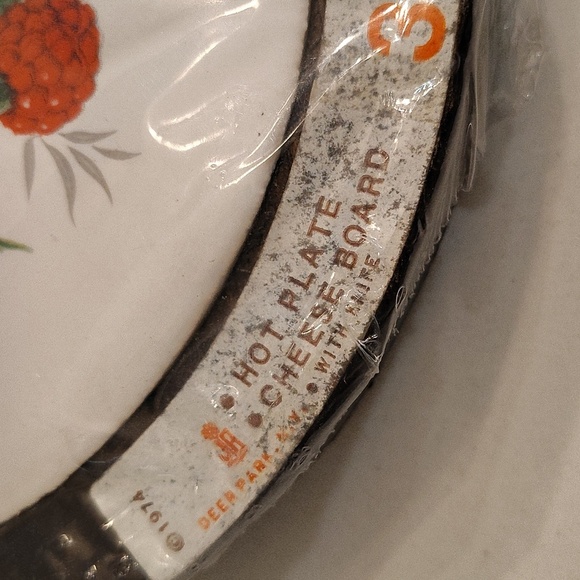 3
• HOT PLATE
• CHEESE BOARD
• WITH KNIFE
DEER PARK, N.Y.
© 1974